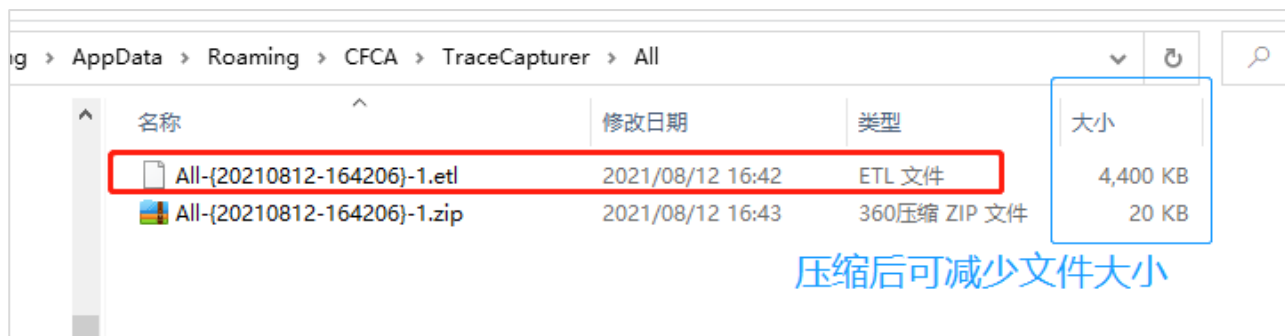 ng > AppData > Roaming > CFCA > TraceCapturer > All
名称 修改日期 类型 大小
All-{20210812-164206}-1.etl 2021/08/12 16:42 ETL 文件 4,400 KB
All-{20210812-164206}-1.zip 2021/08/12 16:43 360压缩 ZIP 文件 20 KB
压缩后可减少文件大小